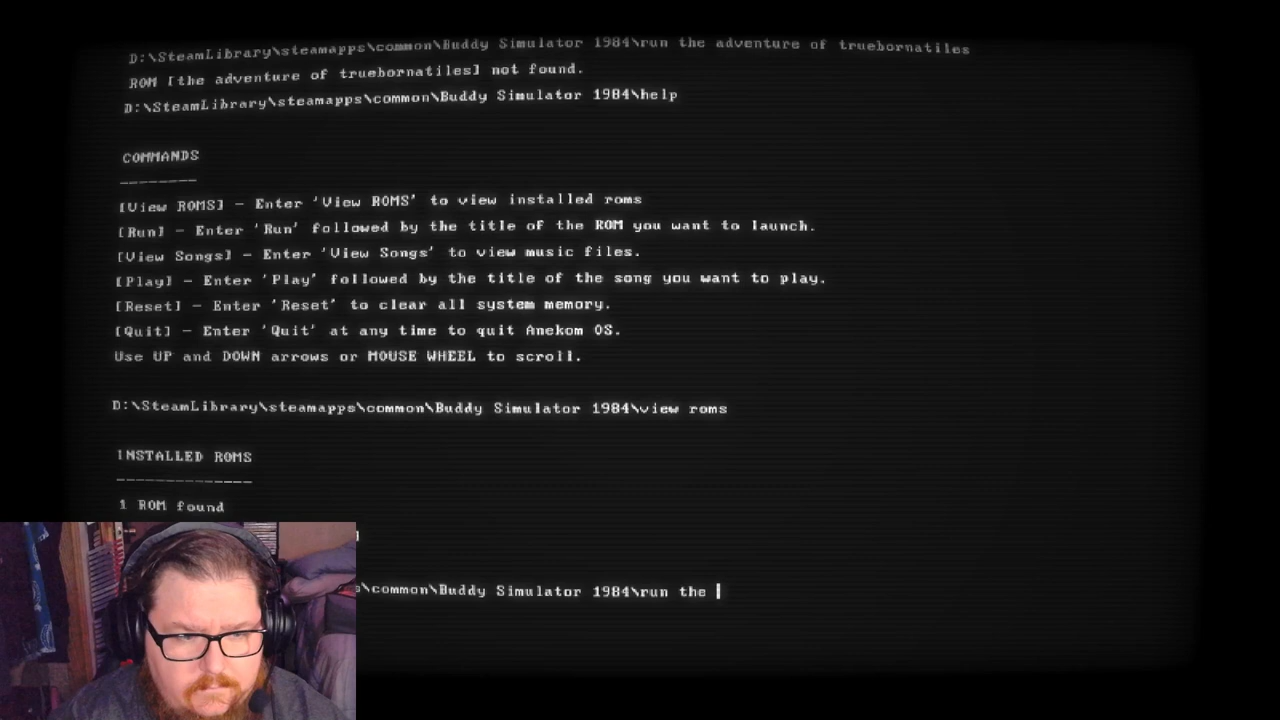 D:\SteamLibrary\steamapps\common\Buddy Simulator 1984\run the adventure of truebornatiles
ROM [the adventure of truebornatiles] not found.
D:\SteamLibrary\steamapps\common\Buddy Simulator 1984\help
COMMANDS
--------
[View ROMS] - Enter 'View ROMS' to view installed roms
[Run] - Enter 'Run' followed by the title of the ROM you want to launch.
[View Songs] - Enter 'View Songs' to view music files.
[Play] - Enter 'Play' followed by the title of the song you want to play.
[Reset] - Enter 'Reset' to clear all system memory.
[Quit] - Enter 'Quit' at any time to quit Anekom OS.
Use UP and DOWN arrows or MOUSE WHEEL to scroll.
D:\SteamLibrary\steamapps\common\Buddy Simulator 1984\view roms
INSTALLED ROMS
--------------
1 ROM found
\common\Buddy Simulator 1984\run the